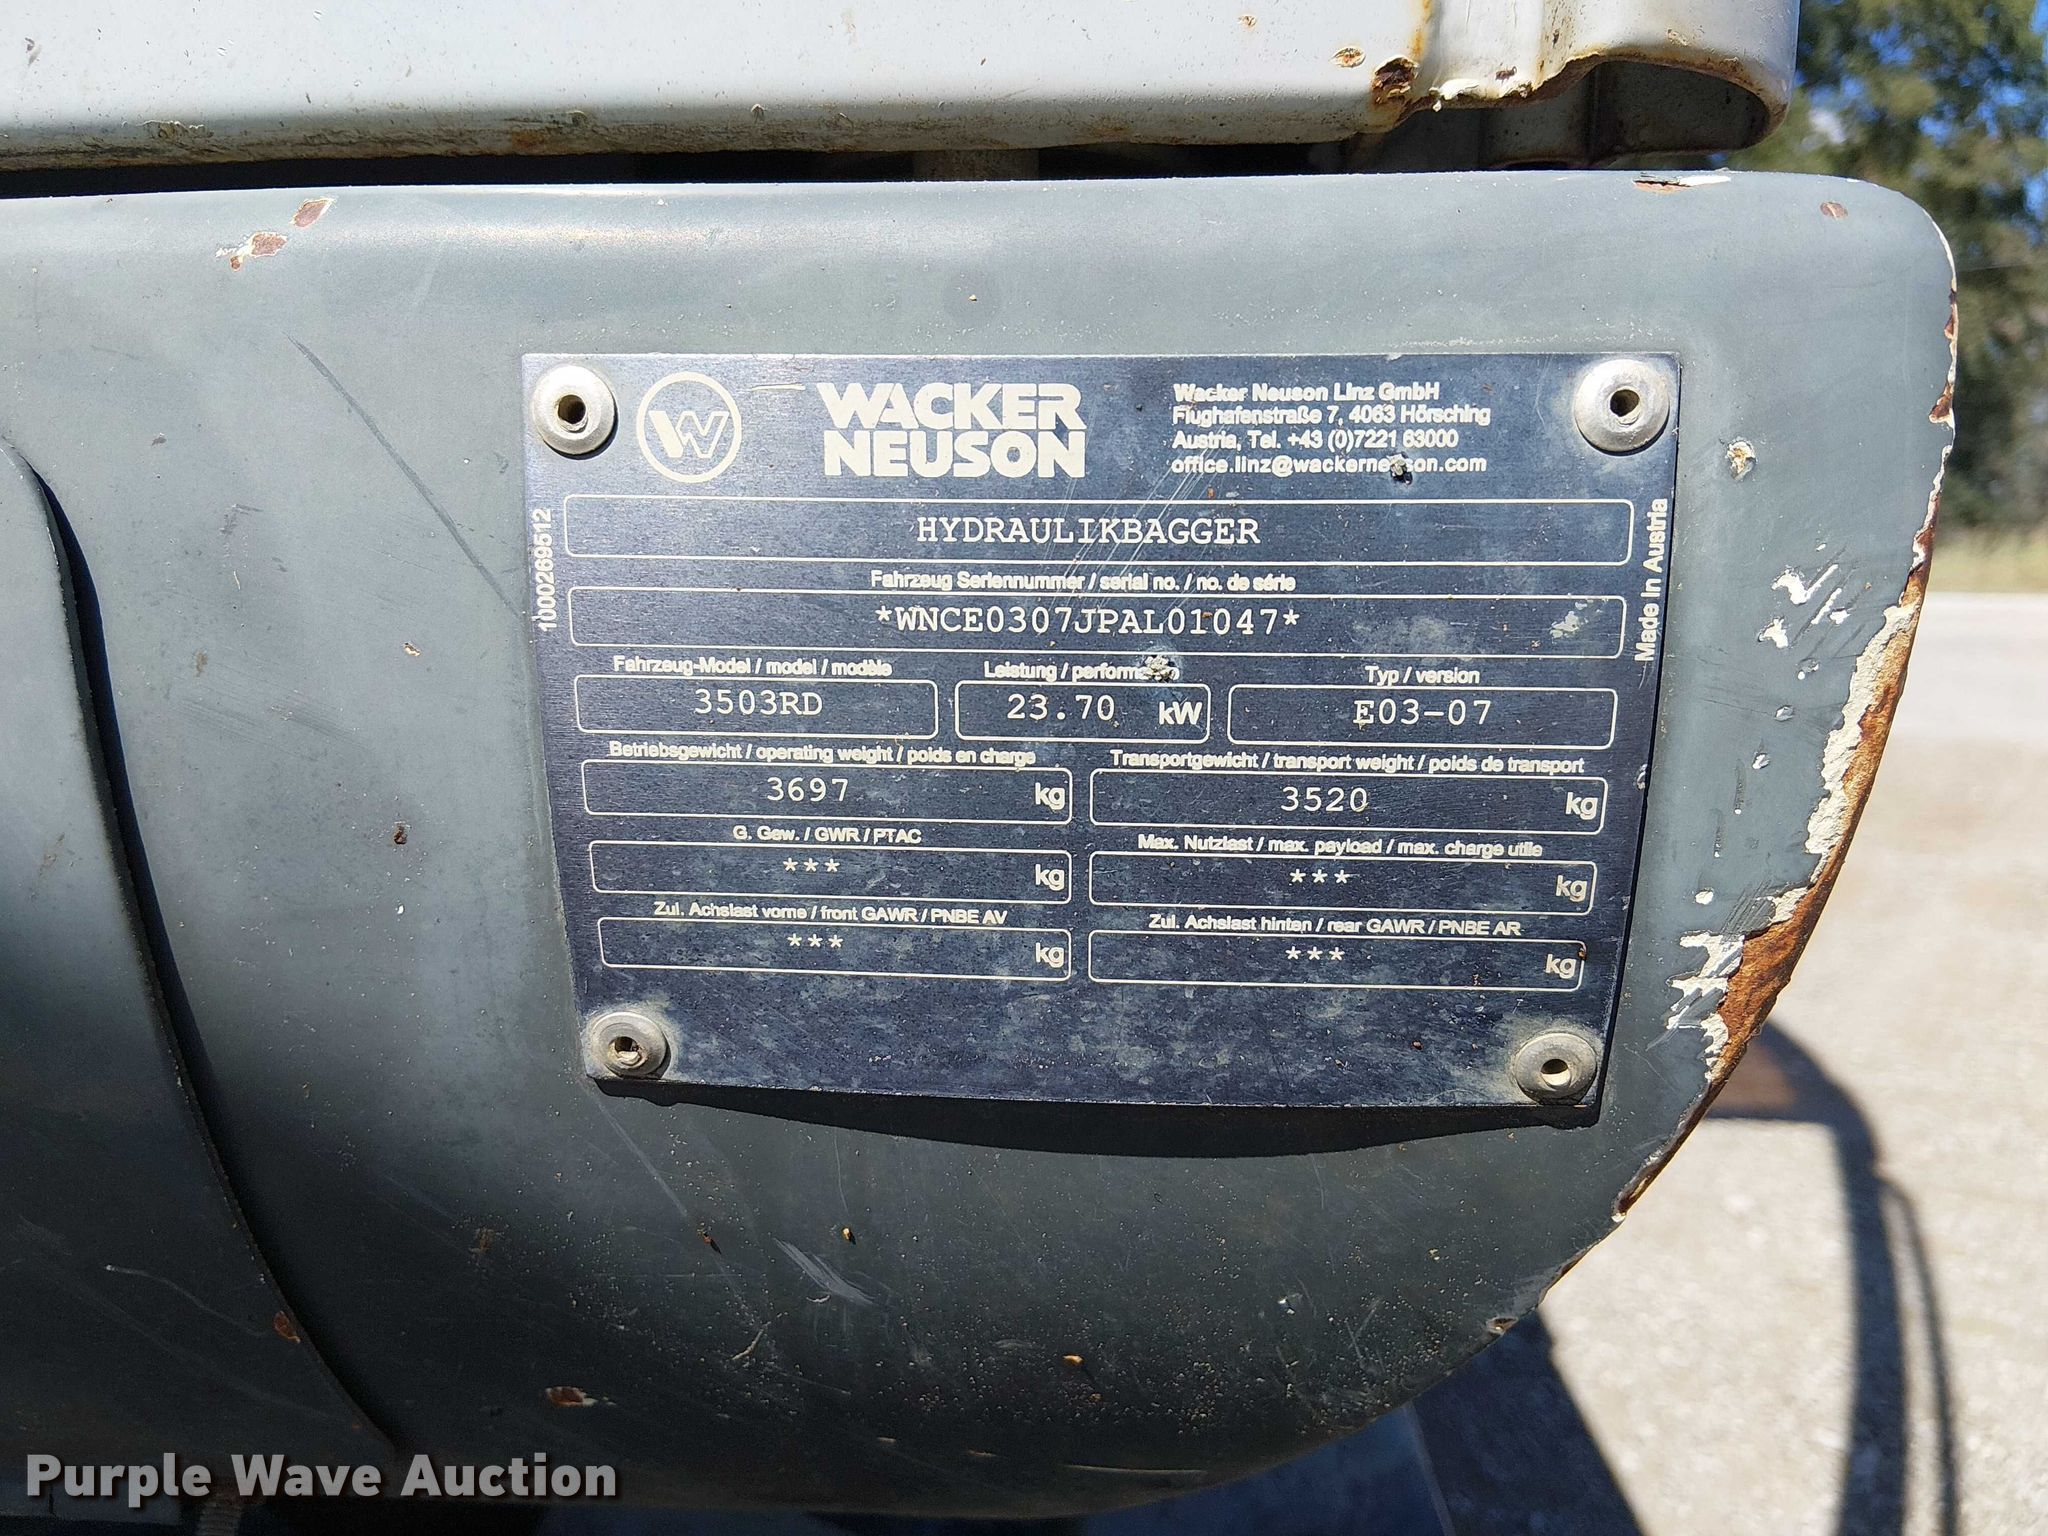 WACKER
NEUSON
Wacker Neuson Linz GmbH
Flughafenstraße 7, 4063 Hörsching
Austria, Tel. +43 (0)7221 63000
office.linz@wackerneuson.com
1000269512
Made in Austria
HYDRAULIKBAGGER
Fahrzeug Seriennummer / serial no. / no. de série
*WNCE0307JPAL01047*
Fahrzeug-Model / model / modèle
Leistung / performance
Typ / version
3503RD
23.70 kW
E03-07
Betriebsgewicht / operating weight / poids en charge
Transportgewicht / transport weight / poids de transport
3697 kg
3520 kg
G. Gew. / GWR / PTAC
Max. Nutzlast / max. payload / max. charge utile
*** kg
*** kg
Zul. Achslast vorne / front GAWR / PNBE AV
Zul. Achslast hinten / rear GAWR / PNBE AR
*** kg
*** kg
Purple Wave Auction